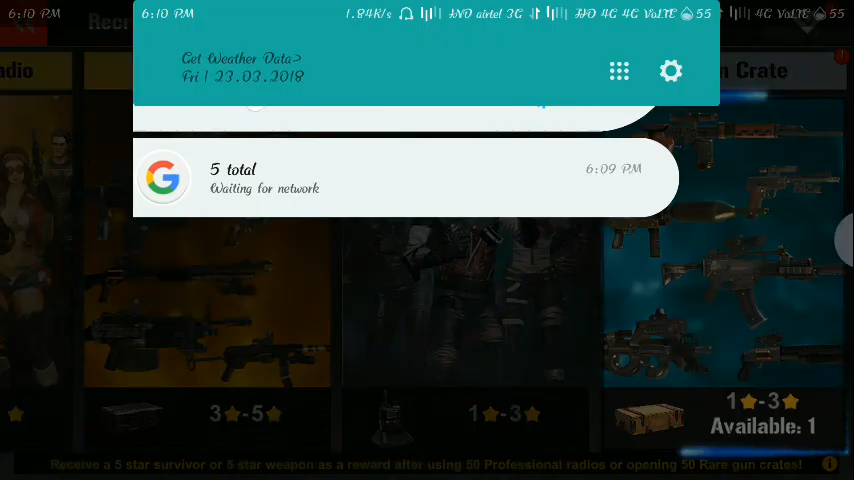 6:10 PM
6:10 PM
1.84K/s IND airtel 3G JIO 4G 4G VoLTE 55
4G VoLTE 55
Recr
Get Weather Data>
Fri | 23.03.2018
adio
n Crate
5 total
6:09 PM
Waiting for network
3 -5
1 -3
1 -3
Available: 1
Receive a 5 star survivor or 5 star weapon as a reward after using 50 Professional radios or opening 50 Rare gun crates!